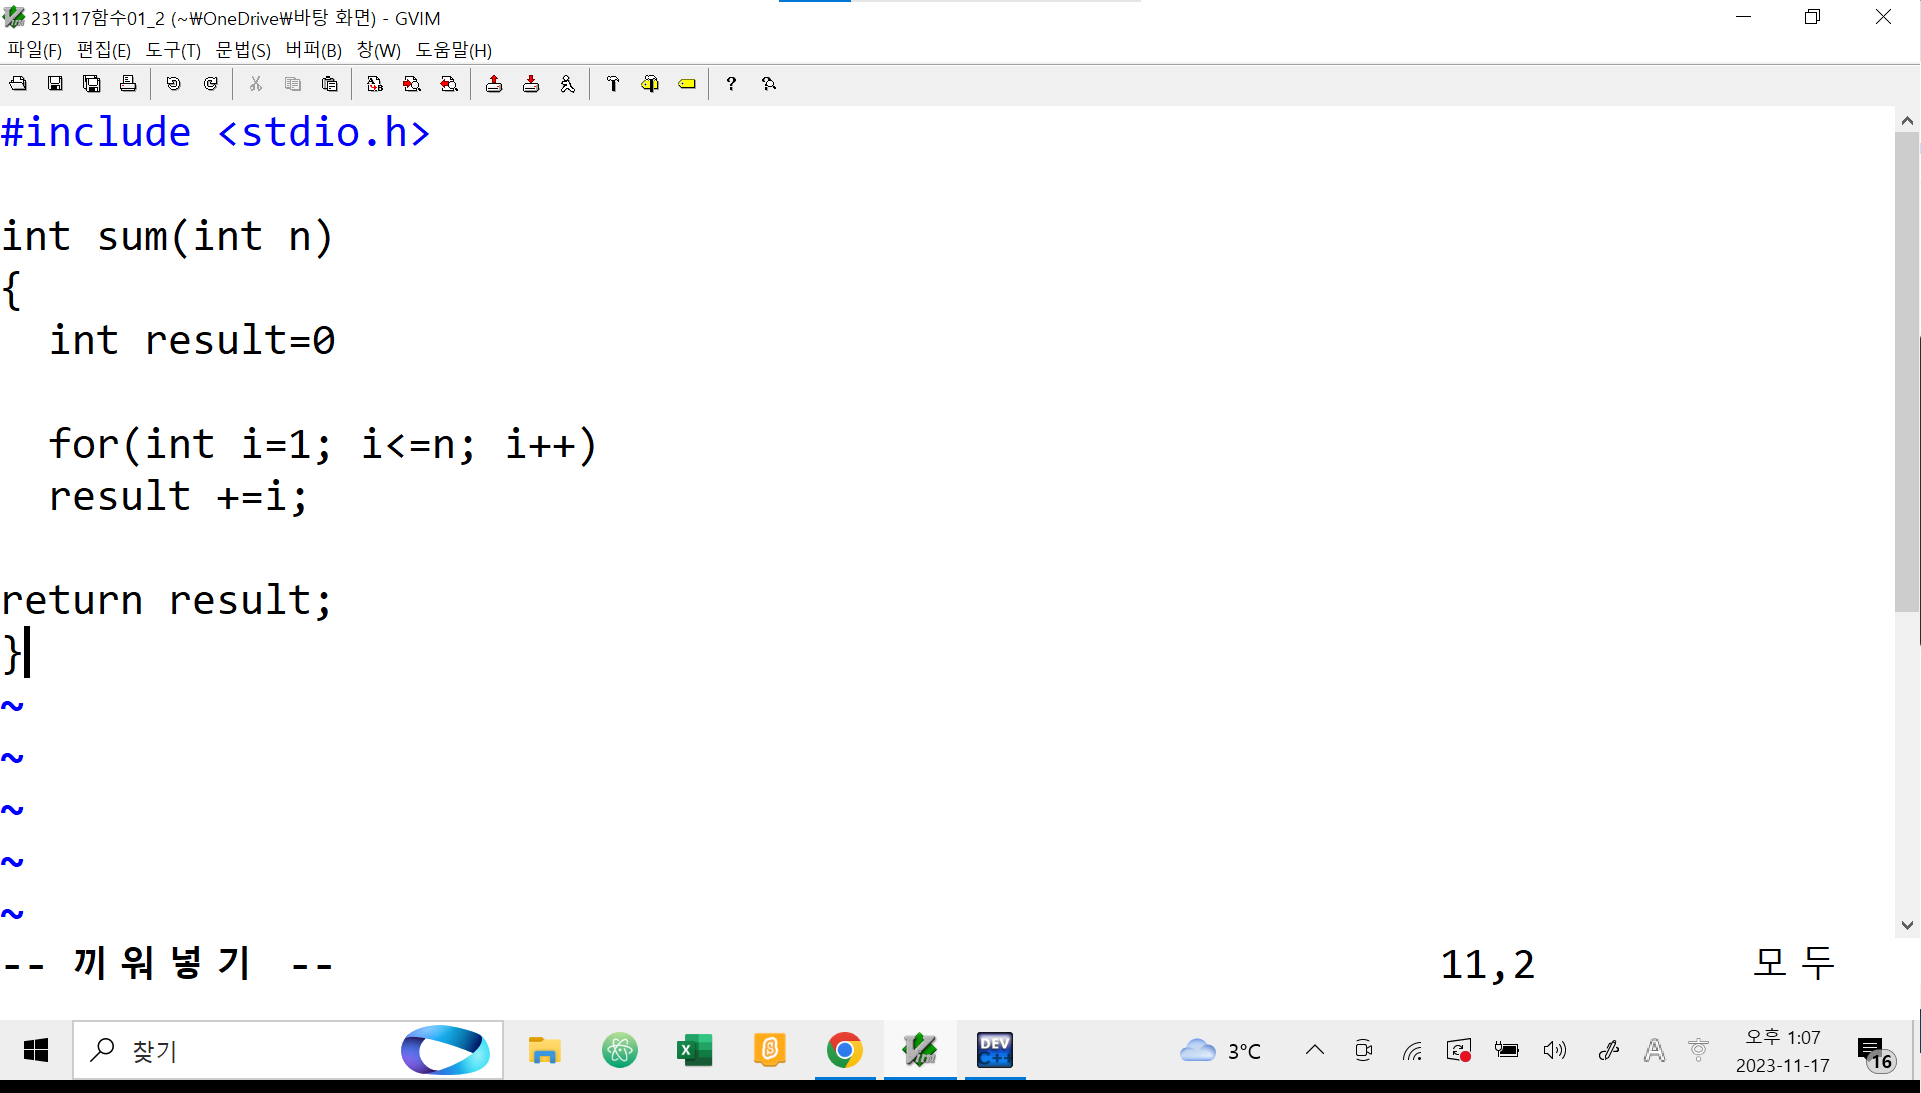 231117함수01_2 (~₩OneDrive₩바탕 화면) - GVIM
파일(F) 편집(E) 도구(T) 문법(S) 버퍼(B) 창(W) 도움말(H)
#include <stdio.h>
int sum(int n)
{
int result=0
for(int i=1; i<=n; i++)
result +=i;
return result;
}
~
~
~
~
~
-- 끼워넣기 -- 11,2 모두
찾기
DEV
C++
3°C
오후 1:07
2023-11-17
16